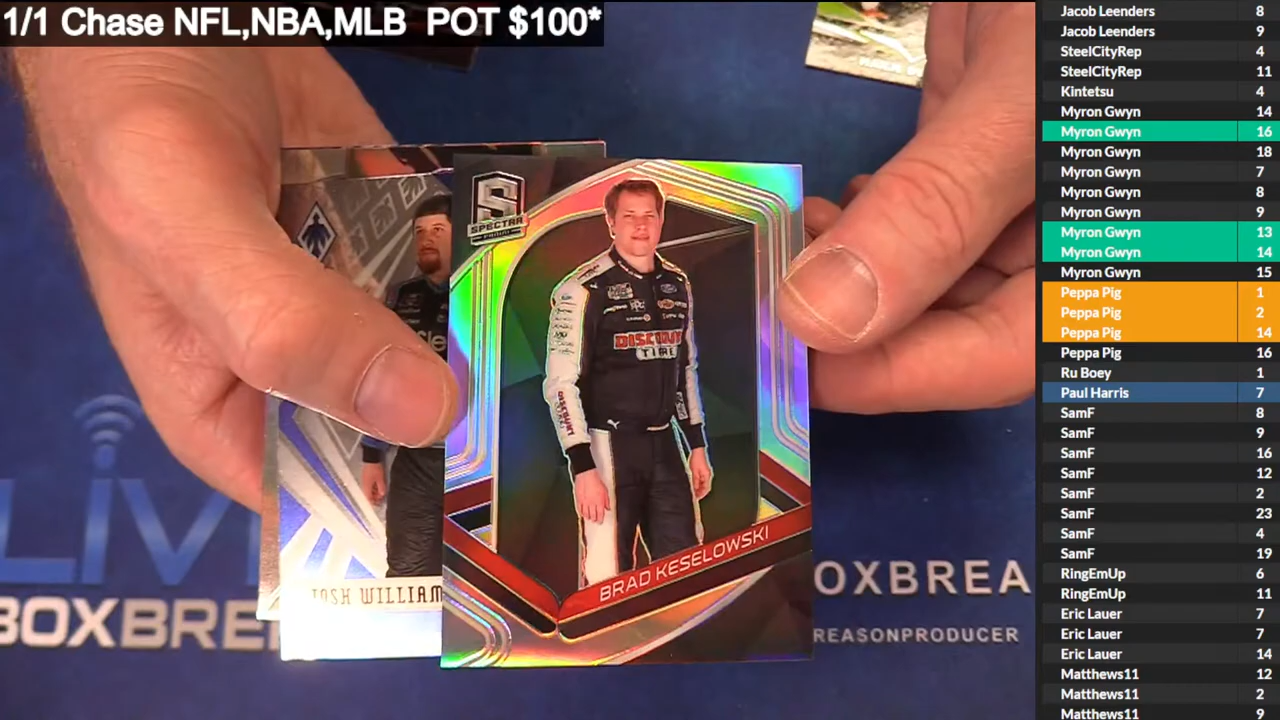 1/1 Chase NFL,NBA,MLB POT $100*
SPECTRA
PANINI
DISCOUNT
TIRE
DISCOUNT
BRAD KESELOWSKI
JOSH WILLIAM
LIV
BOXBRE
OXBREA
REASONPRODUCER
Jacob Leenders 8
Jacob Leenders 9
SteelCityRep 4
SteelCityRep 11
Kintetsu 4
Myron Gwyn 14
Myron Gwyn 16
Myron Gwyn 18
Myron Gwyn 7
Myron Gwyn 8
Myron Gwyn 9
Myron Gwyn 13
Myron Gwyn 14
Myron Gwyn 15
Peppa Pig 1
Peppa Pig 2
Peppa Pig 14
Peppa Pig 16
Ru Boey 1
Paul Harris 7
SamF 8
SamF 9
SamF 16
SamF 12
SamF 2
SamF 23
SamF 4
SamF 19
RingEmUp 6
RingEmUp 11
Eric Lauer 7
Eric Lauer 7
Eric Lauer 14
Matthews11 12
Matthews11 2
Matthews11 9